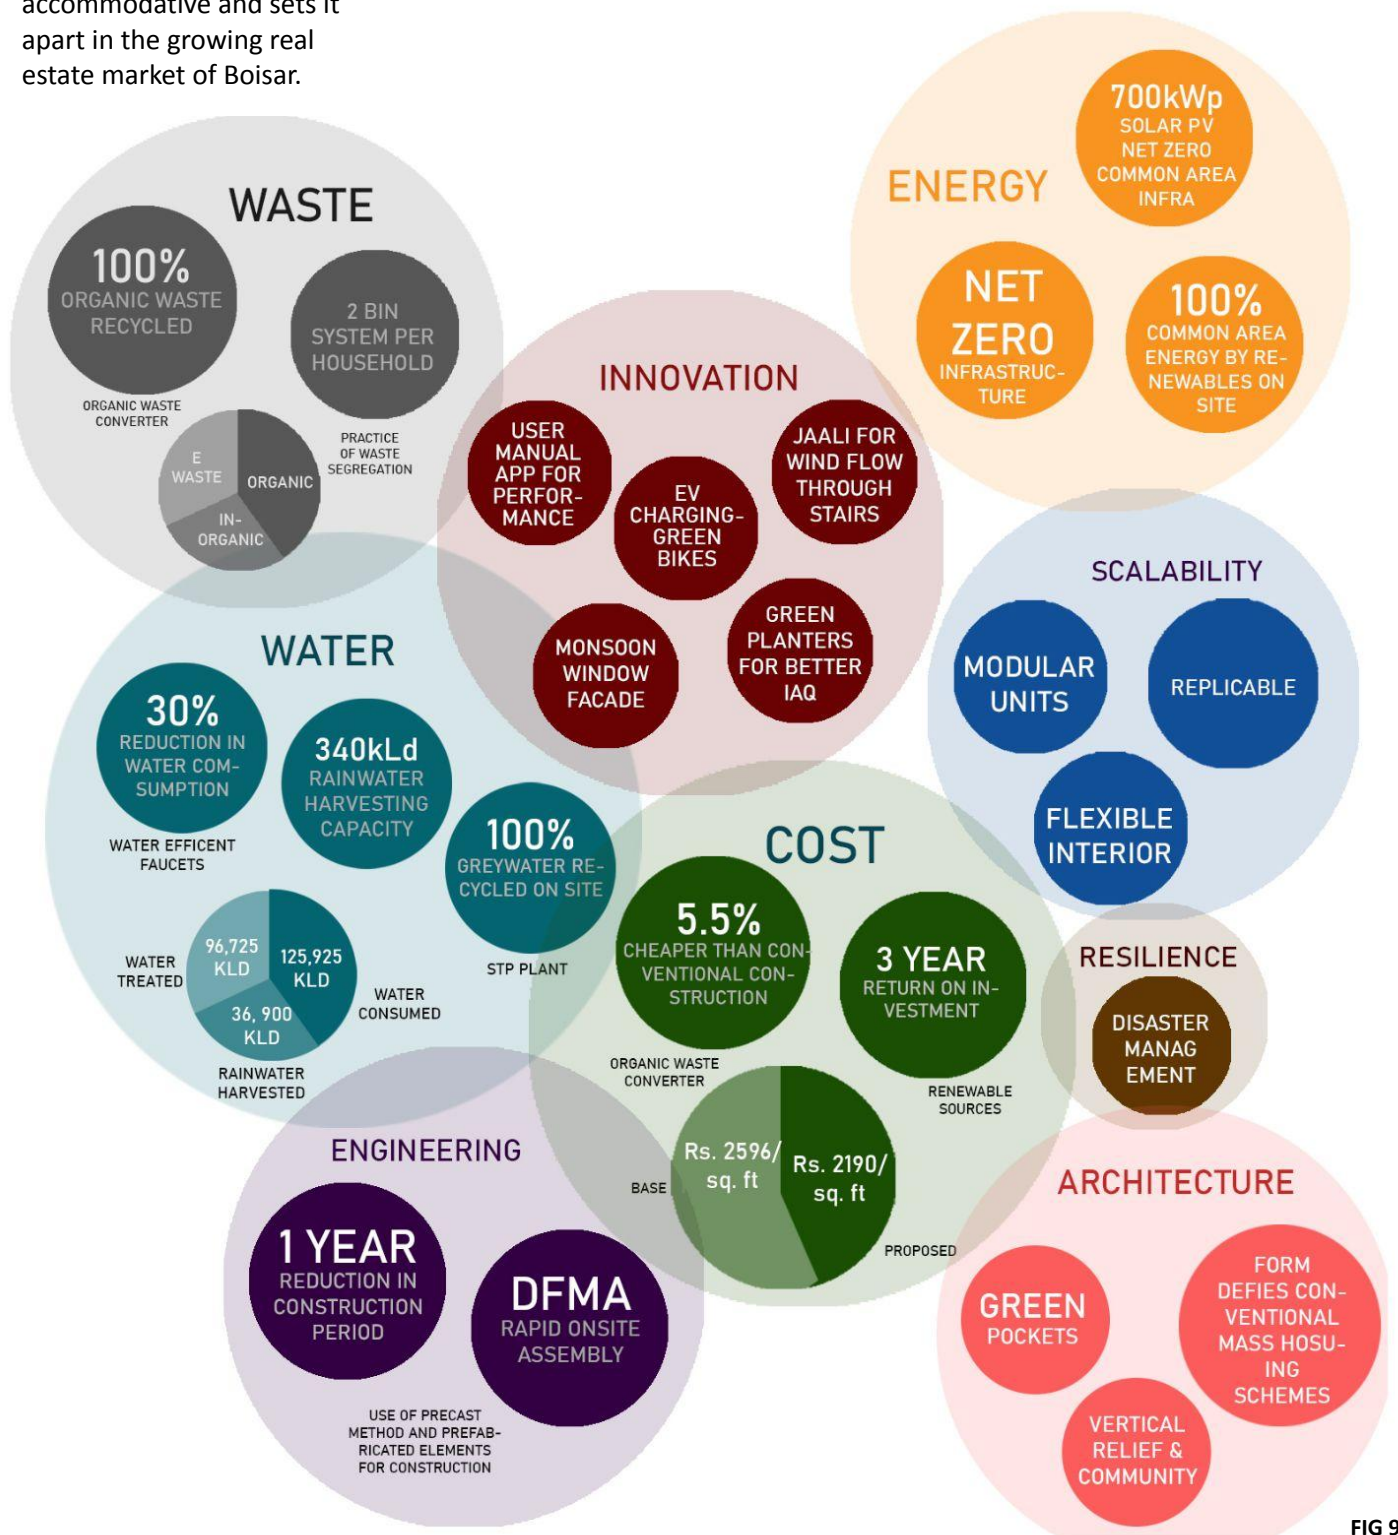 accommodative and sets it
apart in the growing real
estate market of Boisar.
WASTE
100%
ORGANIC WASTE
RECYCLED
ORGANIC WASTE
CONVERTER
2 BIN
SYSTEM PER
HOUSEHOLD
PRACTICE
OF WASTE
SEGREGATION
E
WASTE
ORGANIC
IN-
ORGANIC
ENERGY
700kWp
SOLAR PV
NET ZERO
COMMON AREA
INFRA
NET
ZERO
INFRASTRUC-
TURE
100%
COMMON AREA
ENERGY BY RE-
NEWABLES ON
SITE
INNOVATION
USER
MANUAL
APP FOR
PERFOR-
MANCE
EV
CHARGING-
GREEN
BIKES
JAALI FOR
WIND FLOW
THROUGH
STAIRS
MONSOON
WINDOW
FACADE
GREEN
PLANTERS
FOR BETTER
IAQ
SCALABILITY
MODULAR
UNITS
REPLICABLE
FLEXIBLE
INTERIOR
WATER
30%
REDUCTION IN
WATER COM-
SUMPTION
WATER EFFICENT
FAUCETS
340kLd
RAINWATER
HARVESTING
CAPACITY
100%
GREYWATER RE-
CYCLED ON SITE
STP PLANT
WATER
TREATED
96,725
KLD
125,925
KLD
WATER
CONSUMED
36, 900
KLD
RAINWATER
HARVESTED
COST
5.5%
CHEAPER THAN CON-
VENTIONAL CON-
STRUCTION
ORGANIC WASTE
CONVERTER
3 YEAR
RETURN ON IN-
VESTMENT
RENEWABLE
SOURCES
BASE
Rs. 2596/
sq. ft
Rs. 2190/
sq. ft
PROPOSED
RESILIENCE
DISASTER
MANAG
EMENT
ENGINEERING
1 YEAR
REDUCTION IN
CONSTRUCTION
PERIOD
DFMA
RAPID ONSITE
ASSEMBLY
USE OF PRECAST
METHOD AND PREFAB-
RICATED ELEMENTS
FOR CONSTRUCTION
ARCHITECTURE
GREEN
POCKETS
FORM
DEFIES CON-
VENTIONAL
MASS HOSU-
ING
SCHEMES
VERTICAL
RELIEF &
COMMUNITY
FIG 9